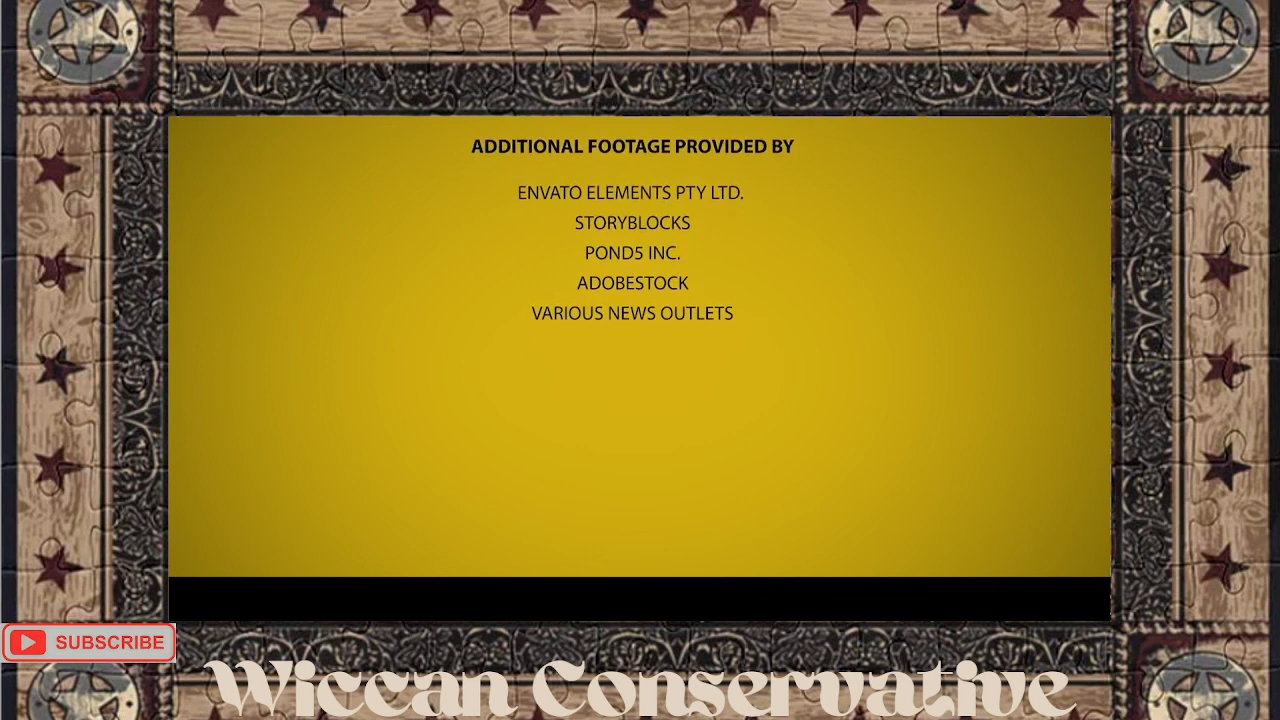 ADDITIONAL FOOTAGE PROVIDED BY
ENVATO ELEMENTS PTY LTD.
STORYBLOCKS
POND5 INC.
ADOBESTOCK
VARIOUS NEWS OUTLETS
SUBSCRIBE
Wiccan Conservative